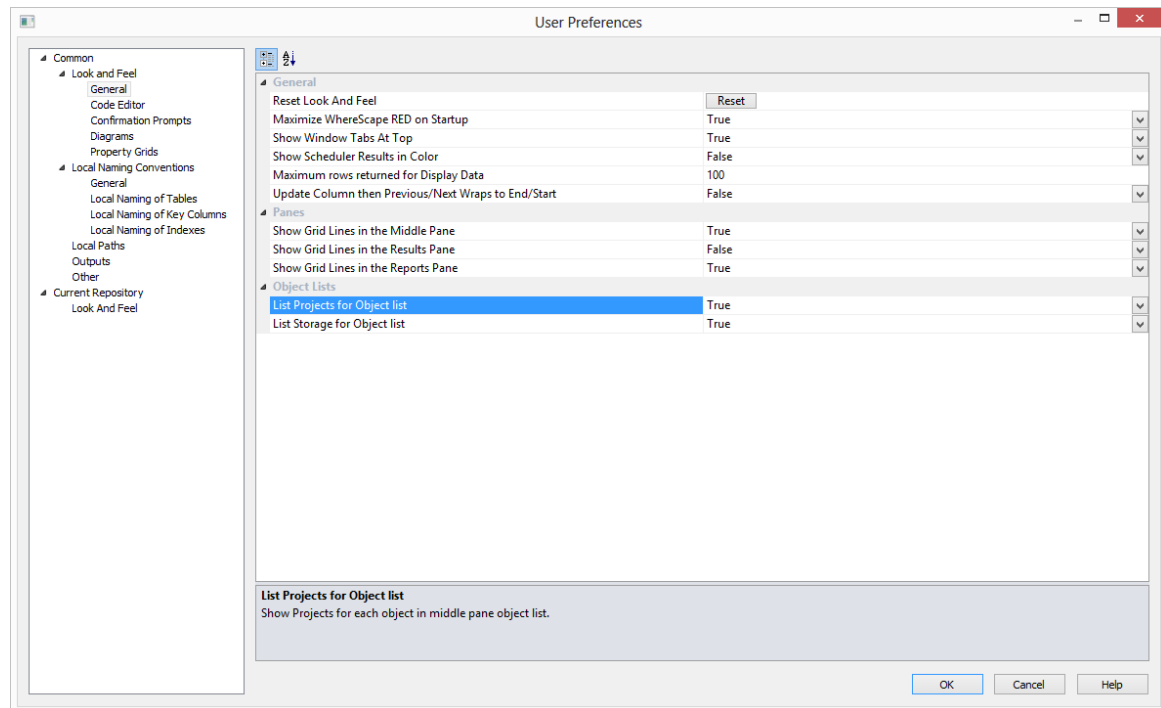 User Preferences
Common
Look and Feel
General
Code Editor
Confirmation Prompts
Diagrams
Property Grids
Local Naming Conventions
General
Local Naming of Tables
Local Naming of Key Columns
Local Naming of Indexes
Local Paths
Outputs
Other
Current Repository
Look And Feel
General
Reset Look And Feel Reset
Maximize WhereScape RED on Startup True
Show Window Tabs At Top True
Show Scheduler Results in Color False
Maximum rows returned for Display Data 100
Update Column then Previous/Next Wraps to End/Start False
Panes
Show Grid Lines in the Middle Pane True
Show Grid Lines in the Results Pane False
Show Grid Lines in the Reports Pane True
Object Lists
List Projects for Object list True
List Storage for Object list True
List Projects for Object list
Show Projects for each object in middle pane object list.
OK Cancel Help